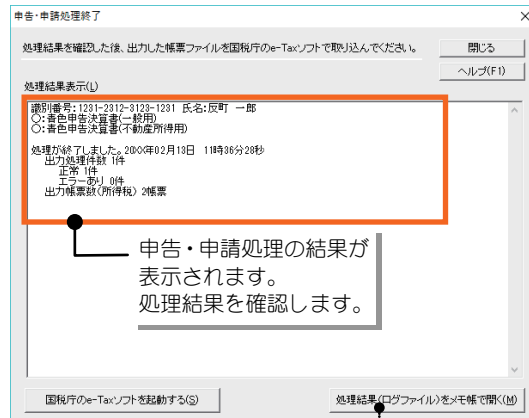 申告・申請処理終了
処理結果を確認した後、出力した帳票ファイルを国税庁のe-Taxソフトで取り込んでください。
閉じる
ヘルプ(F1)
処理結果表示(L)
識別番号:1231-2312-3123-1231 氏名:反町 一郎
○:青色申告決算書(一般用)
○:青色申告決算書(不動産所得用)
処理が終了しました。20XX年02月13日 11時36分28秒
出力処理件数 1件
正常 1件
エラーあり 0件
出力帳票数(所得税) 2帳票
申告・申請処理の結果が
表示されます。
処理結果を確認します。
国税庁のe-Taxソフトを起動する(S)
処理結果(ログファイル)をメモ帳で開く(M)